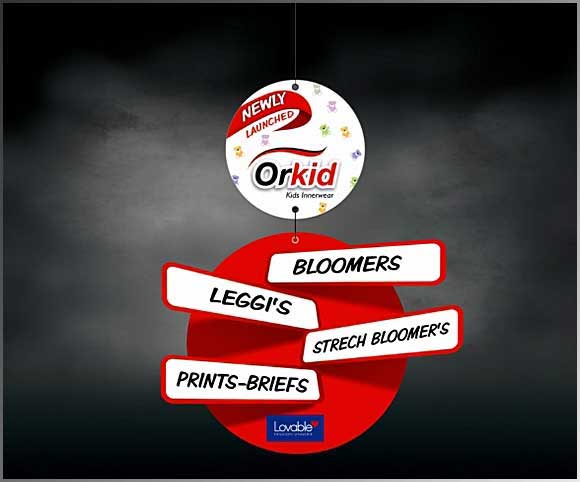 NEWLY
LAUNCHED
Orkid
Kids Innerwear
BLOOMERS
LEGGI'S
STRECH BLOOMER'S
PRINTS-BRIEFS
Lovable